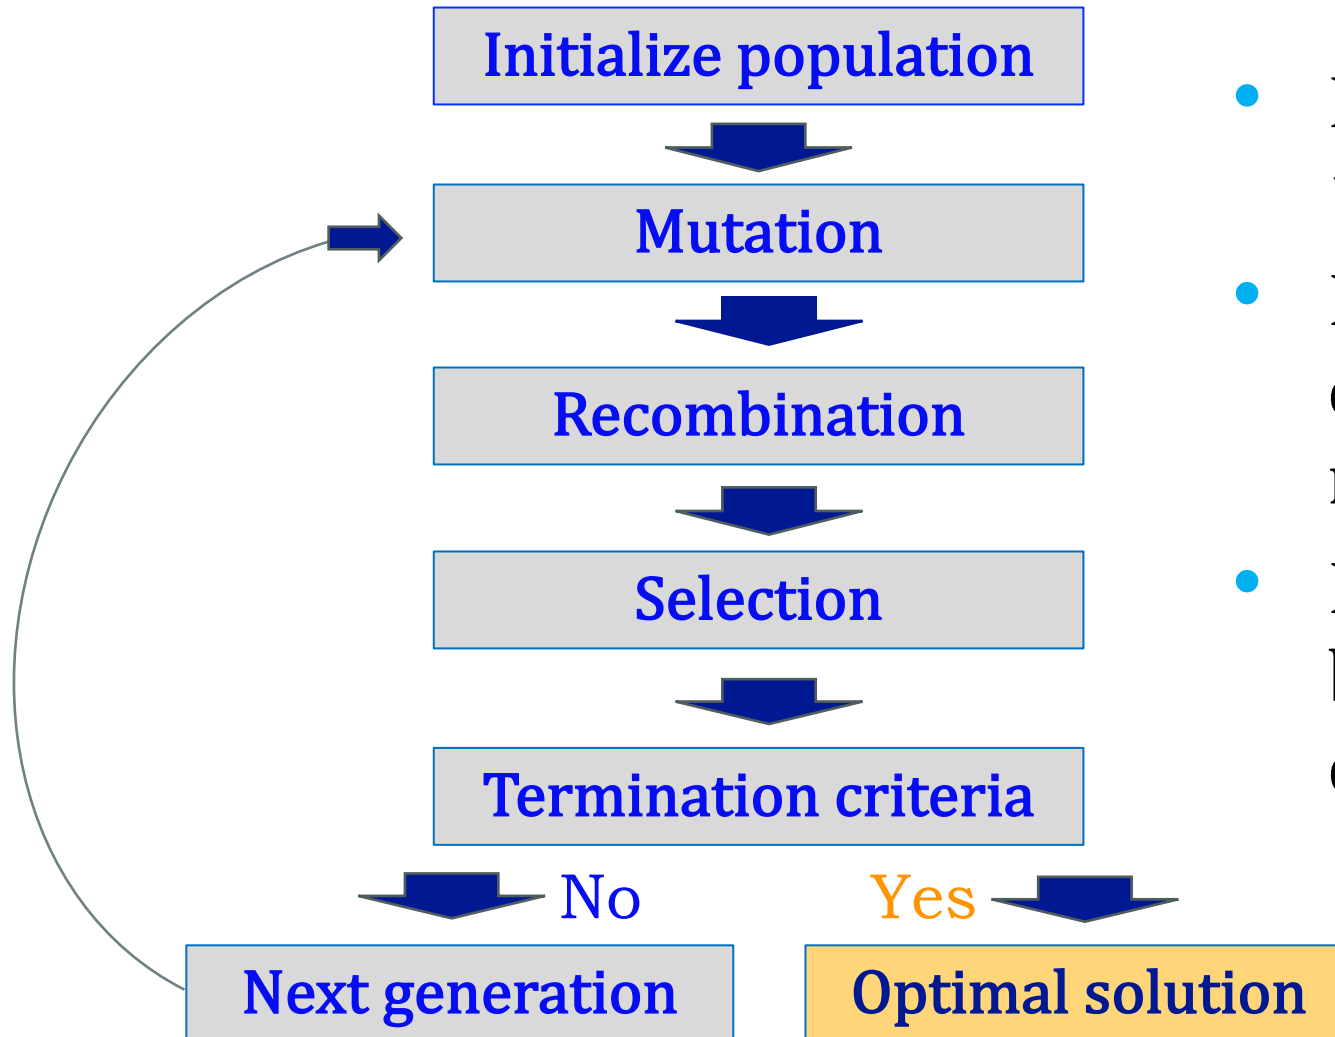 Initialize population
Mutation
Recombination
Selection
Termination criteria
No
Yes
Next generation
Optimal solution